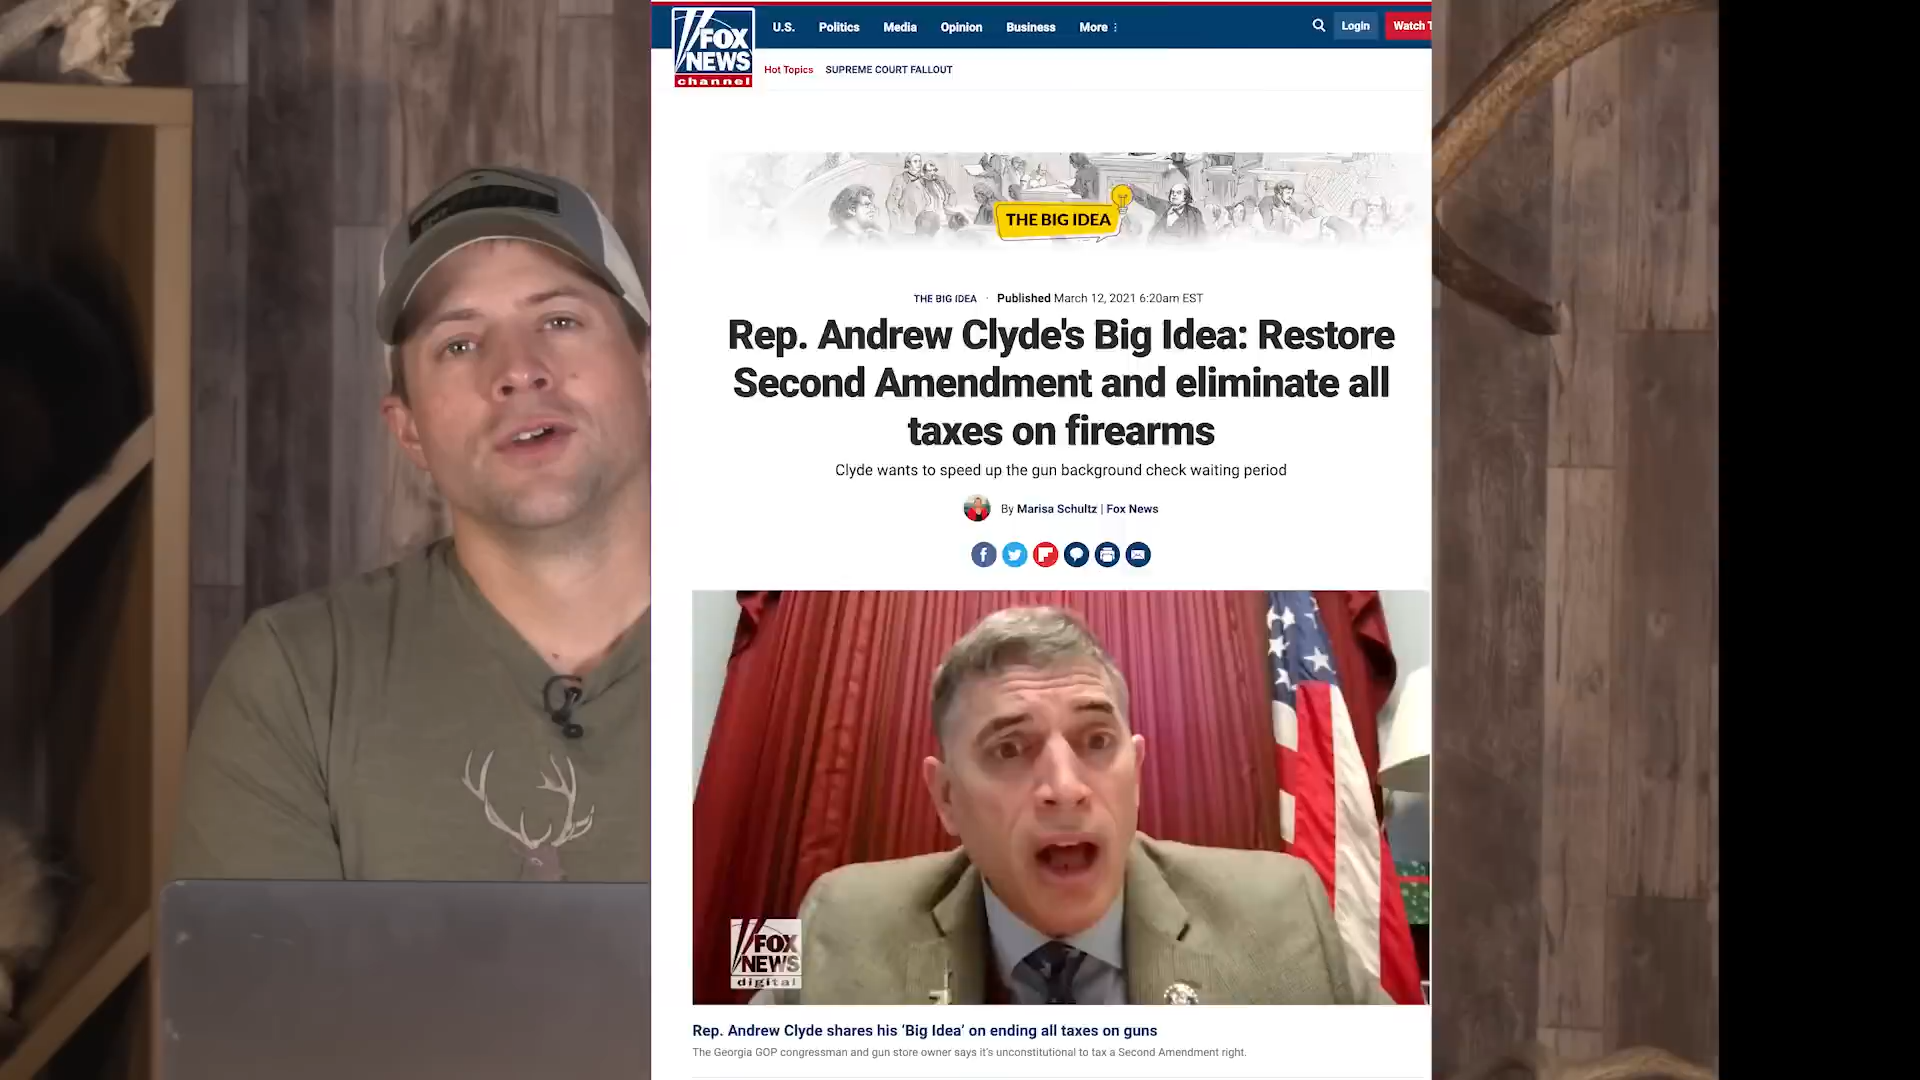 U.S. Politics Media Opinion Business More Login Watch T
FOX
NEWS
channel
Hot Topics SUPREME COURT FALLOUT
THE BIG IDEA
THE BIG IDEA · Published March 12, 2021 6:20am EST
Rep. Andrew Clyde's Big Idea: Restore
Second Amendment and eliminate all
taxes on firearms
Clyde wants to speed up the gun background check waiting period
By Marisa Schultz | Fox News
FOX
NEWS
digital
Rep. Andrew Clyde shares his ‘Big Idea’ on ending all taxes on guns
The Georgia GOP congressman and gun store owner says it's unconstitutional to tax a Second Amendment right.